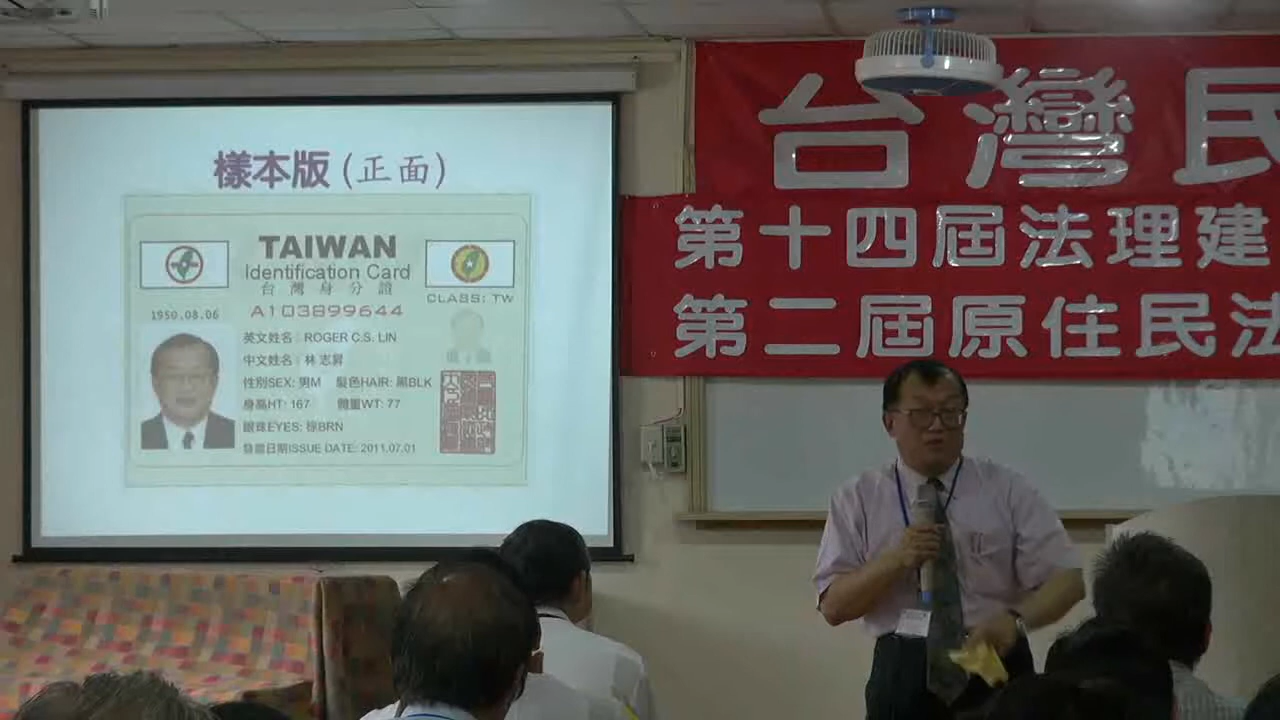 樣本版 (正面)
TAIWAN
Identification Card
台灣身分證
CLASS: TW
1950.08.06
A103899644
英文姓名: ROGER C.S. LIN
中文姓名: 林志昇
性別SEX: 男M 髮色HAIR: 黑BLK
身高HT: 167 體重WT: 77
眼珠EYES: 棕BRN
發證日期ISSUE DATE: 2011.07.01
台灣民
第十四屆法理建
第二屆原住民法